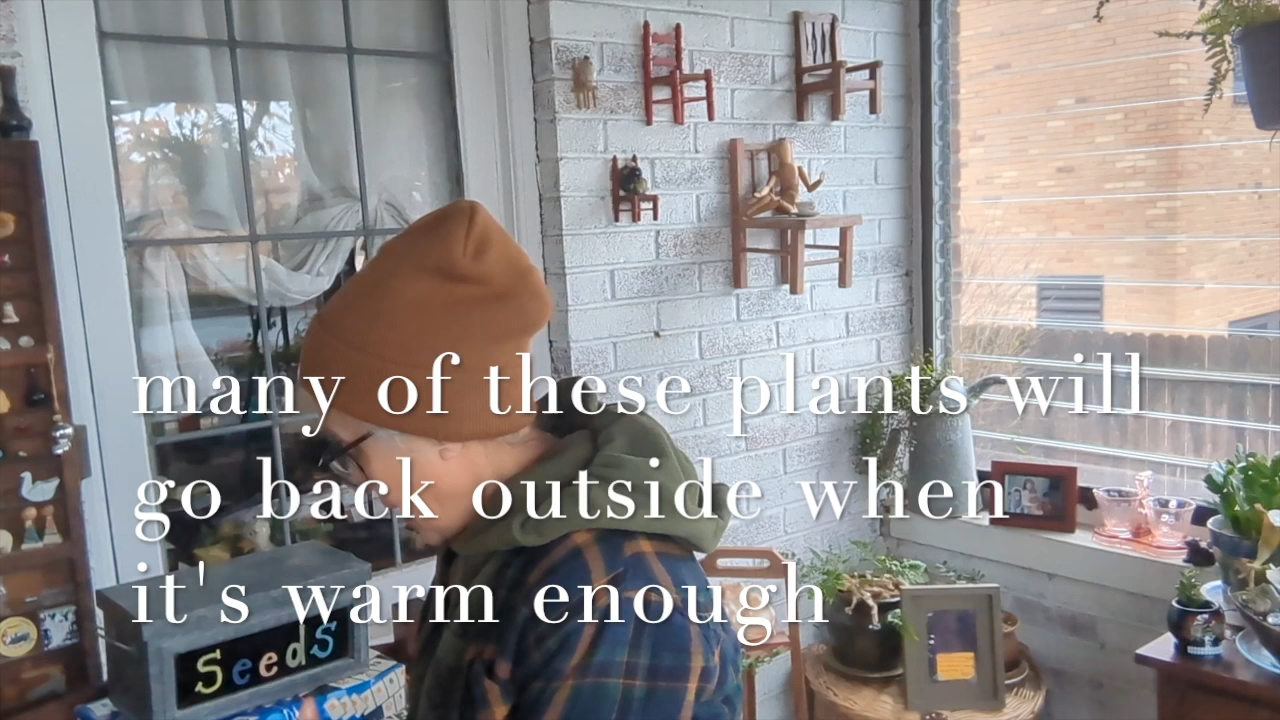 many of these plants will
go back outside when
it's warm enough
Seeds